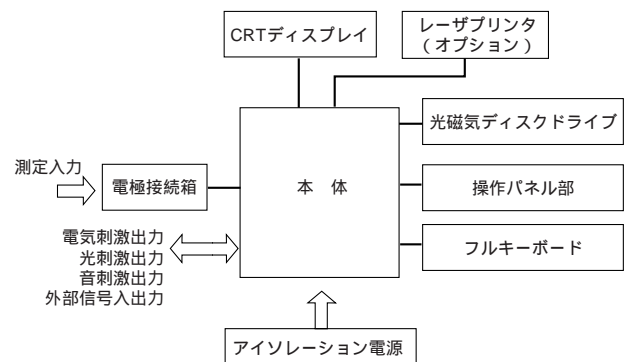 CRTディスプレイ
レーザプリンタ
(オプション)
光磁気ディスクドライブ
測定入力
電極接続箱
本 体
操作パネル部
電気刺激出力
光刺激出力
音刺激出力
外部信号入出力
フルキーボード
アイソレーション電源